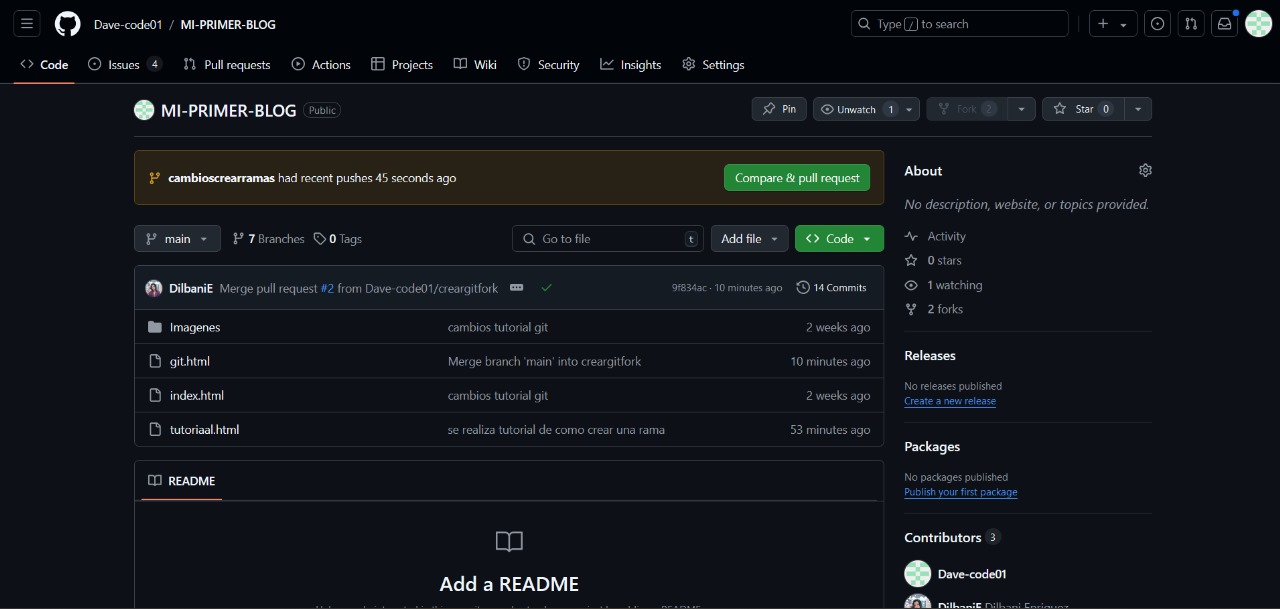 Dave-code01 / MI-PRIMER-BLOG
Type / to search
Code Issues 4 Pull requests Actions Projects Wiki Security Insights Settings
MI-PRIMER-BLOG Public
Pin Unwatch 1 Fork 2 Star 0
cambioscrearramas had recent pushes 45 seconds ago
Compare & pull request
main 7 Branches 0 Tags
Go to file t Add file Code
DilbaniE Merge pull request #2 from Dave-code01/creargitfork
9f834ac · 10 minutes ago 14 Commits
Imagenes cambios tutorial git 2 weeks ago
git.html Merge branch 'main' into creargitfork 10 minutes ago
index.html cambios tutorial git 2 weeks ago
tutoriaal.html se realiza tutorial de como crear una rama 53 minutes ago
README
Add a README
About
No description, website, or topics provided.
Activity
0 stars
1 watching
2 forks
Releases
No releases published
Create a new release
Packages
No packages published
Publish your first package
Contributors 3
Dave-code01
DilbaniE Dilbani Enriquez